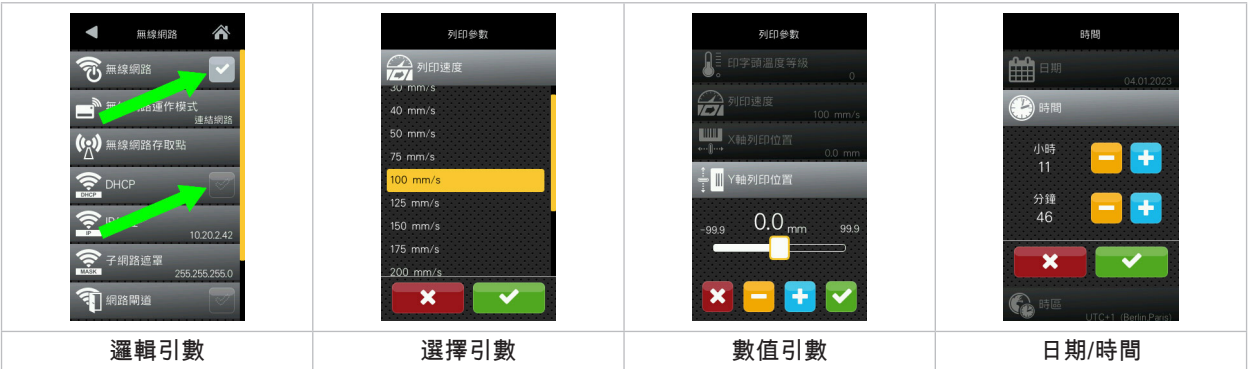 無線網路
無線網路
無線網路運作模式
連結網路
無線網路存取點
DHCP
DHCP
IP
10.20.2.42
子網路遮罩
MASK
255.255.255.0
網路閘道
邏輯引數
列印參數
列印速度
30 mm/s
40 mm/s
50 mm/s
75 mm/s
100 mm/s
125 mm/s
150 mm/s
175 mm/s
200 mm/s
選擇引數
列印參數
印字頭溫度等級
0
列印速度
100 mm/s
X軸列印位置
0.0 mm
Y軸列印位置
0.0 mm
-99.9
99.9
數值引數
時間
日期
04.01.2023
時間
小時
11
分鐘
46
時區
UTC+1 (Berlin,Paris)
日期/時間